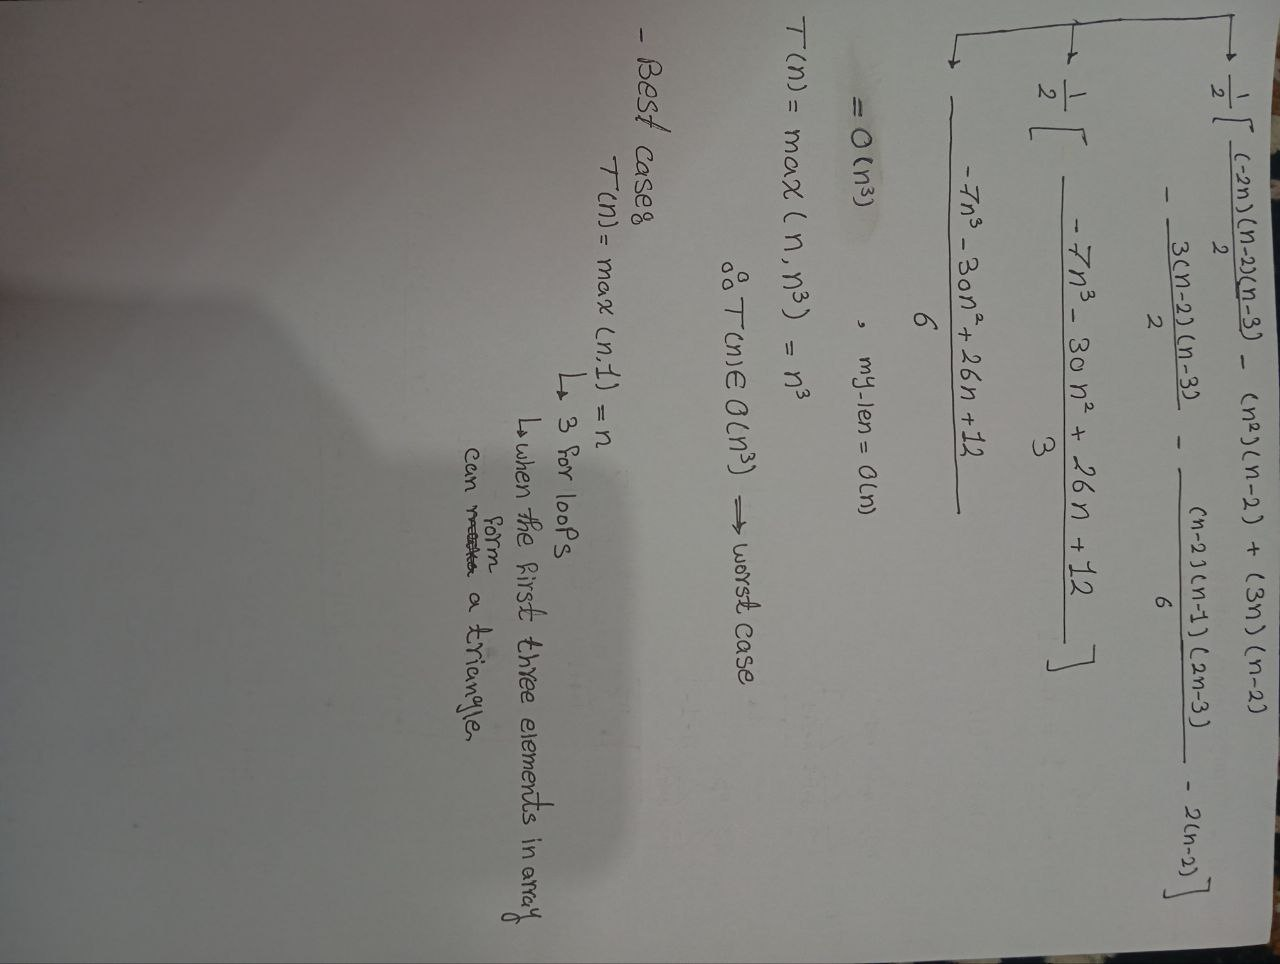 1/2 [ (-2n)(n-2)(n-3)/2 - (n²)(n-2) + (3n)(n-2)
- 3(n-2)(n-3)/2 - (n-2)(n-1)(2n-3)/6 - 2(n-2) ]
1/2 [ -7n³ - 30n² + 26n + 12 / 3 ]
-7n³ - 30n² + 26n + 12 / 6
= O(n³) , my-len = O(n)
T(n) = max(n, n³) = n³
∴ T(n) ∈ O(n³) → worst case
- Best case:
T(n) = max(n, 1) = n
↳ 3 for loops
↳ when the first three elements in array
can form a triangle.